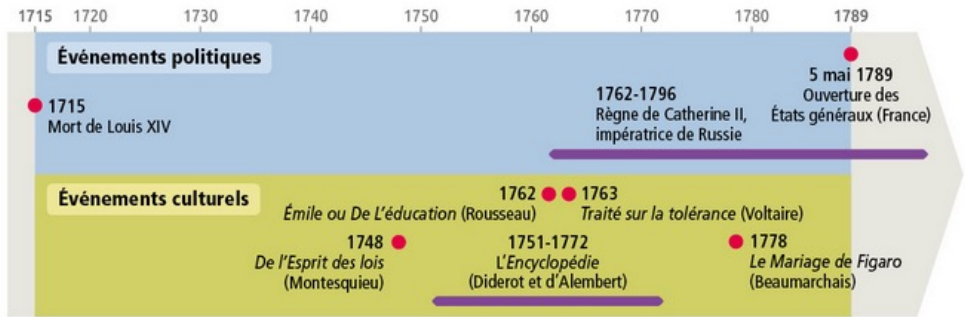 1715 1720 1730 1740 1750 1760 1770 1780 1789
Événements politiques
1715
Mort de Louis XIV
1762-1796
Règne de Catherine II,
impératrice de Russie
5 mai 1789
Ouverture des
États généraux (France)
Événements culturels
1762
Émile ou De L'éducation (Rousseau)
1763
Traité sur la tolérance (Voltaire)
1748
De l'Esprit des lois
(Montesquieu)
1751-1772
L'Encyclopédie
(Diderot et d'Alembert)
1778
Le Mariage de Figaro
(Beaumarchais)